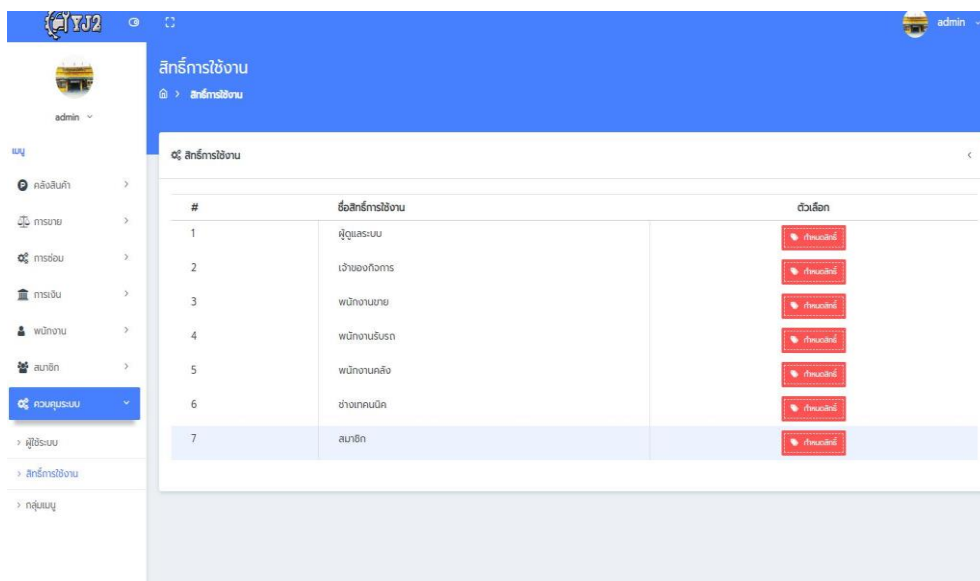 YJ2
admin
admin
เมนู
คลังสินค้า
การขาย
การซ่อม
การเงิน
พนักงาน
สมาชิก
ควบคุมระบบ
ผู้ใช้ระบบ
สิทธิ์การใช้งาน
กลุ่มเมนู
สิทธิ์การใช้งาน
สิทธิ์การใช้งาน
สิทธิ์การใช้งาน
# ชื่อสิทธิ์การใช้งาน ตัวเลือก
1 ผู้ดูแลระบบ กำหนดสิทธิ์
2 เจ้าของกิจการ กำหนดสิทธิ์
3 พนักงานขาย กำหนดสิทธิ์
4 พนักงานรับรถ กำหนดสิทธิ์
5 พนักงานคลัง กำหนดสิทธิ์
6 ช่างเทคนิค กำหนดสิทธิ์
7 สมาชิก กำหนดสิทธิ์